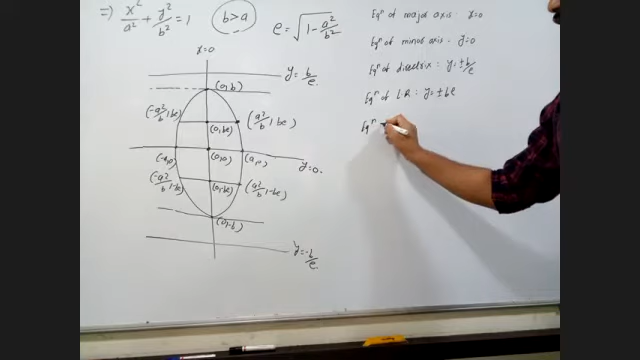 => x²/a² + y²/b² = 1 b>a e = √(1 - a²/b²)
x=0
y = b/e
(0,b)
(-a²/b, be) (0,be) (a²/b, be)
(-a,0) (0,0) (a,0) y=0.
(-a²/b, -be) (0,-be) (a²/b, -be)
(0,-b)
y = -b/e.
Eqⁿ of major axis : x=0
Eqⁿ of minor axis : y=0
Eqⁿ of directrix : y = ± b/e
Eqⁿ of L.R : y = ± be
Eqⁿ